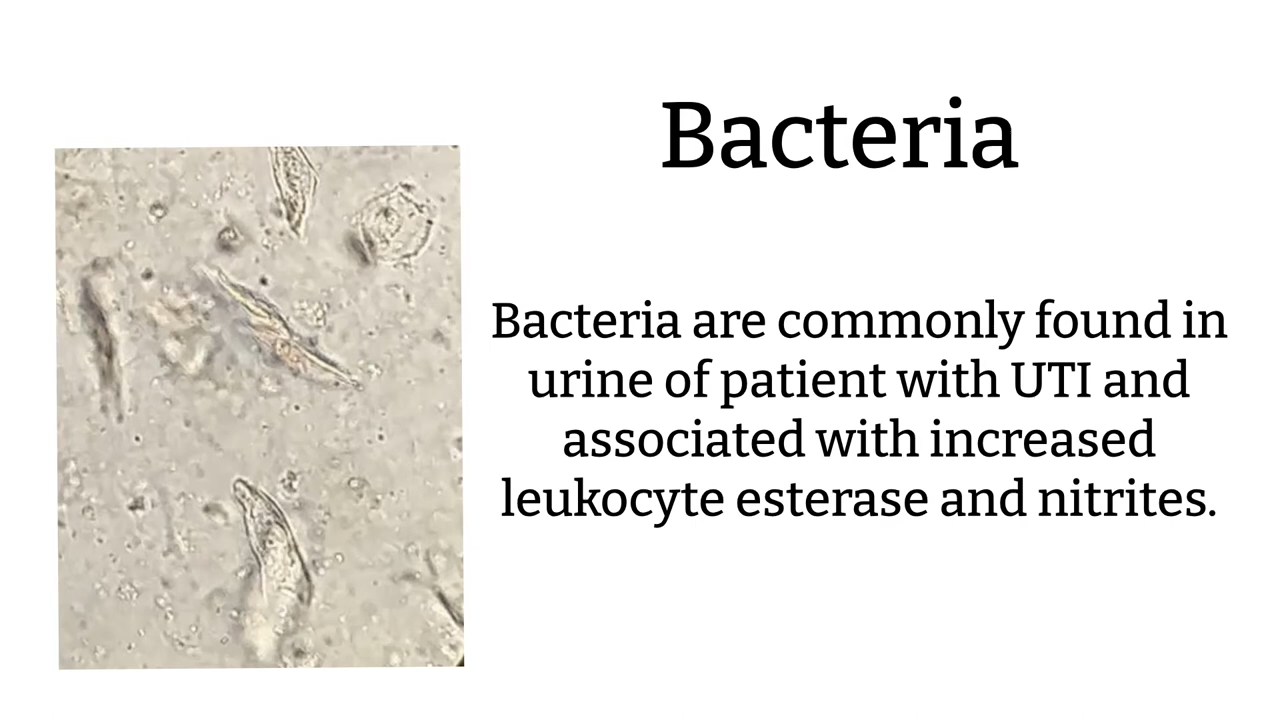 Bacteria
Bacteria are commonly found in
urine of patient with UTI and
associated with increased
leukocyte esterase and nitrites.